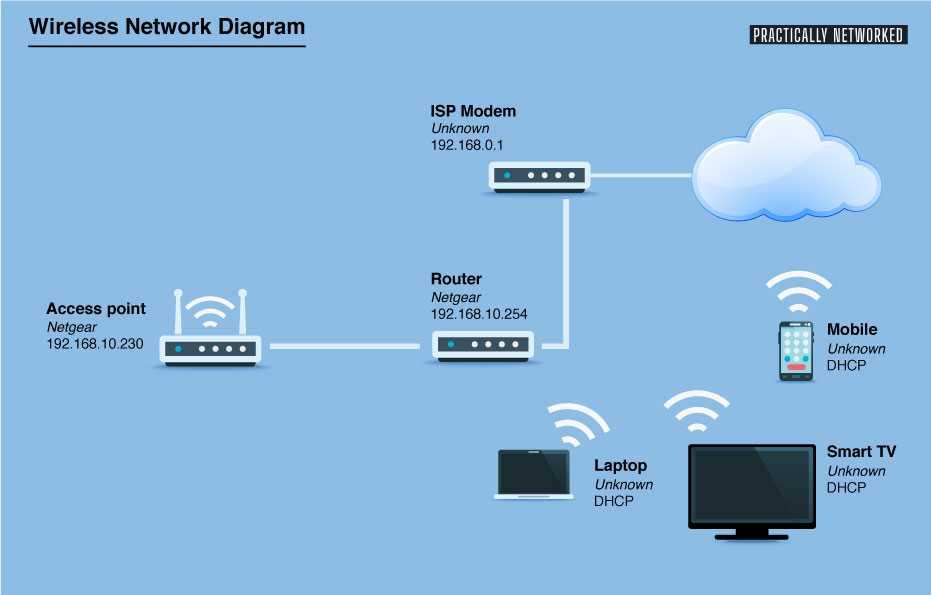 Wireless Network Diagram
PRACTICALLY NETWORKED
ISP Modem
Unknown
192.168.0.1
Router
Netgear
192.168.10.254
Access point
Netgear
192.168.10.230
Mobile
Unknown
DHCP
Laptop
Unknown
DHCP
Smart TV
Unknown
DHCP